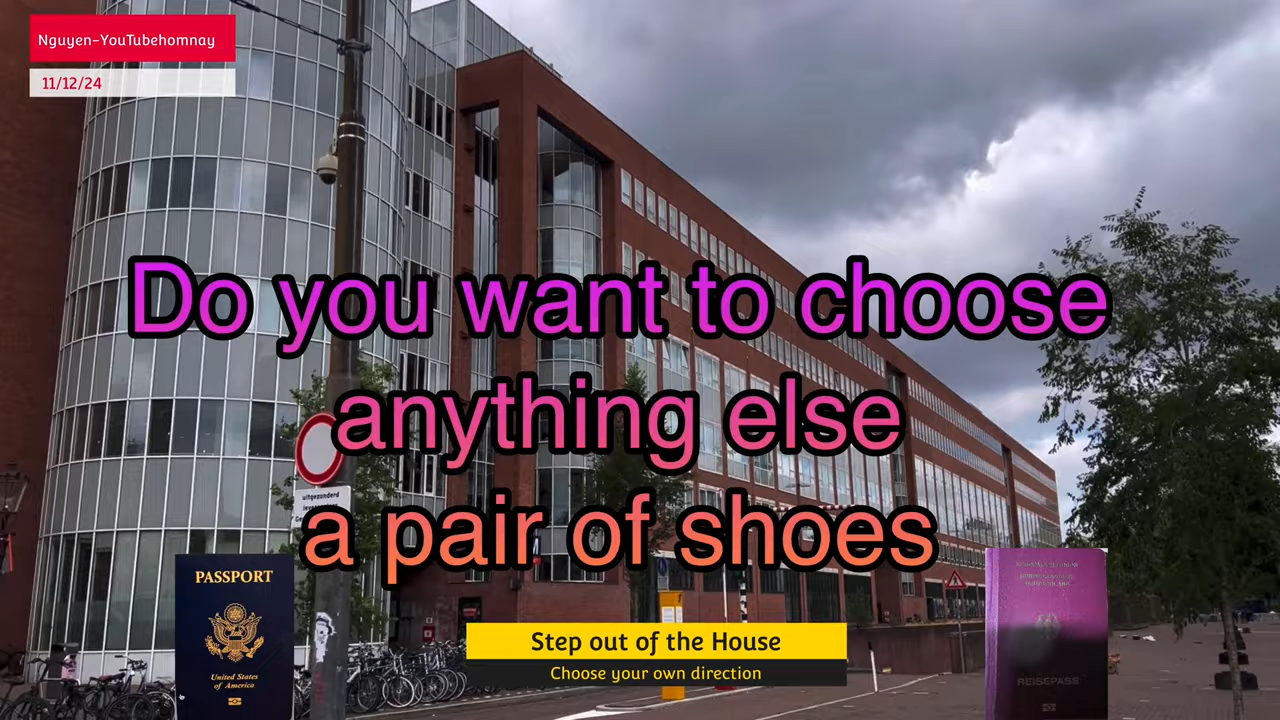 Nguyen-YouTubehomnay
11/12/24
Do you want to choose
anything else
a pair of shoes
uitgezonderd
PASSPORT
United States
of America
Step out of the House
Choose your own direction
REISEPASS